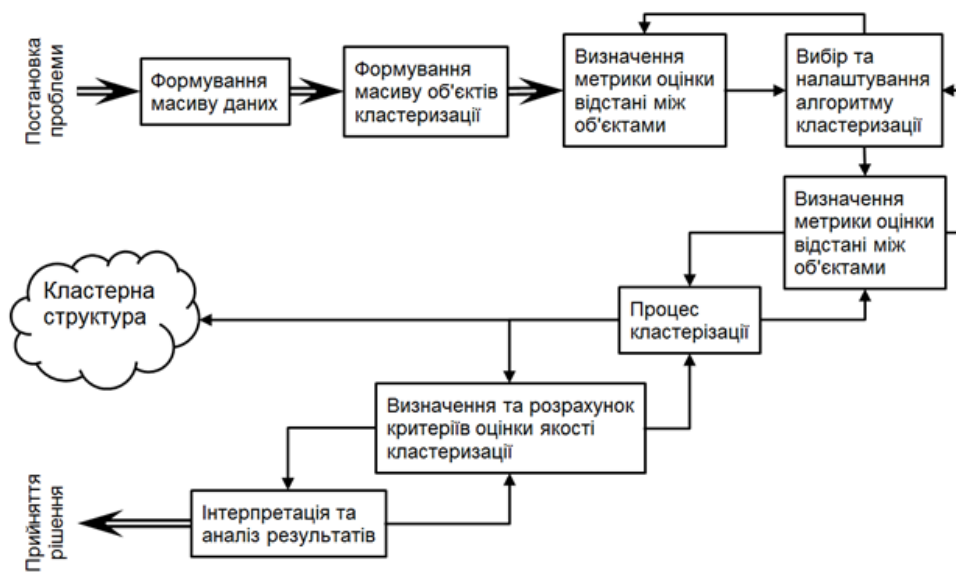 Постановка
проблеми
Формування
масиву даних
Формування
масиву об'єктів
кластеризації
Визначення
метрики оцінки
відстані між
об'єктами
Вибір та
налаштування
алгоритму
кластеризації
Визначення
метрики оцінки
відстані між
об'єктами
Кластерна
структура
Процес
кластерізації
Визначення та розрахунок
критеріїв оцінки якості
кластеризації
Прийняття
рішення
Інтерпретація та
аналіз результатів